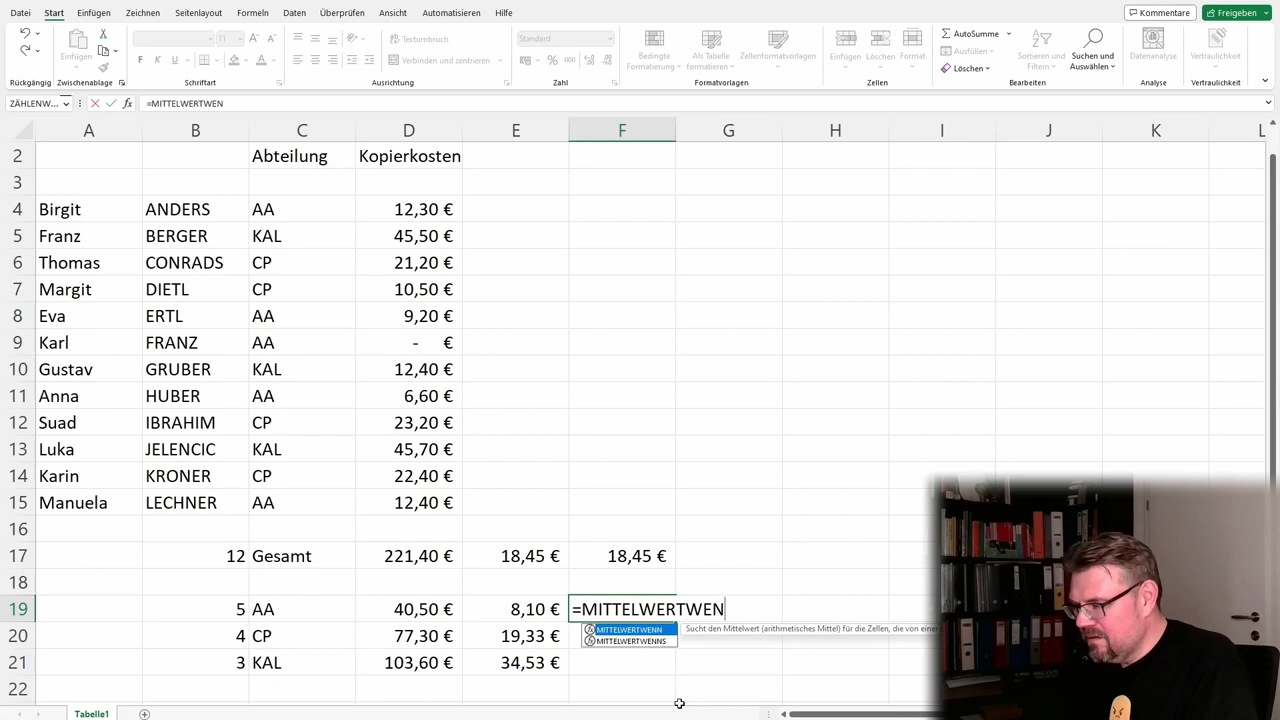 Datei Start Einfügen Zeichnen Seitenlayout Formeln Daten Überprüfen Ansicht Automatisieren Hilfe Kommentare Freigeben
Einfügen 11 Textumbruch Standard Bedingte Formatierung Als Tabelle formatieren Zellenformatvorlagen Einfügen Löschen Format AutoSumme Sortieren und Filtern Suchen und Auswählen Datenanalyse Vertraulichkeit
F K U Verbinden und zentrieren Ausfüllen
Löschen
Rückgängig Zwischenablage Schriftart Ausrichtung Zahl Formatvorlagen Zellen Bearbeiten Analyse Vertraulichkeit
ZÄHLENW... fx =MITTELWERTWEN
A B C D E F G H I J K L
2 Abteilung Kopierkosten
3
4 Birgit ANDERS AA 12,30 €
5 Franz BERGER KAL 45,50 €
6 Thomas CONRADS CP 21,20 €
7 Margit DIETL CP 10,50 €
8 Eva ERTL AA 9,20 €
9 Karl FRANZ AA - €
10 Gustav GRUBER KAL 12,40 €
11 Anna HUBER AA 6,60 €
12 Suad IBRAHIM CP 23,20 €
13 Luka JELENCIC KAL 45,70 €
14 Karin KRONER CP 22,40 €
15 Manuela LECHNER AA 12,40 €
16
17 12 Gesamt 221,40 € 18,45 € 18,45 €
18
19 5 AA 40,50 € 8,10 € =MITTELWERTWEN
MITTELWERTWENN Sucht den Mittelwert (arithmetisches Mittel) für die Zellen, die von einer
20 4 CP 77,30 € 19,33 € MITTELWERTWENNS
21 3 KAL 103,60 € 34,53 €
22
Tabelle1